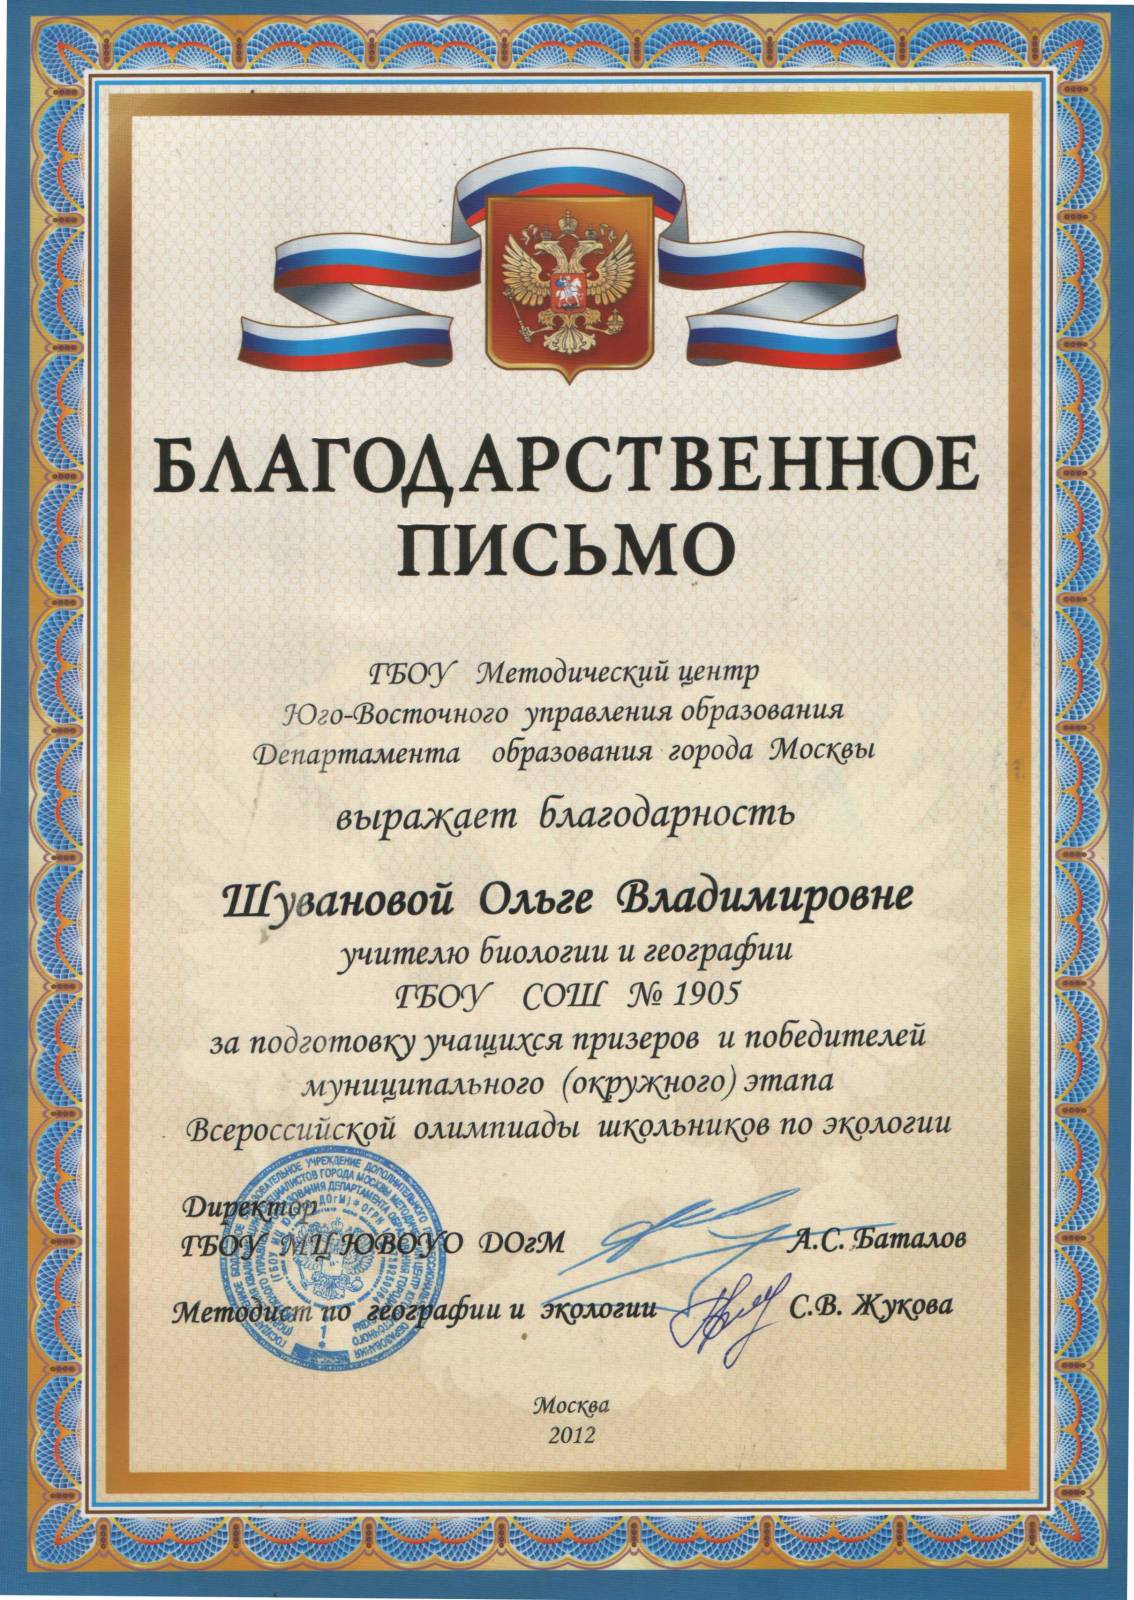 БЛАГОДАРСТВЕННОЕ
ПИСЬМО
ГБОУ Методический центр
Юго-Восточного управления образования
Департамента образования города Москвы
выражает благодарность
Шувановой Ольге Владимировне
учителю биологии и географии
ГБОУ СОШ № 1905
за подготовку учащихся призеров и победителей
муниципального (окружного) этапа
Всероссийской олимпиады школьников по экологии
Директор
ГБОУ МЦ ЮВОУО ДОгМ А.С. Баталов
Методист по географии и экологии С.В. Жукова
Москва
2012